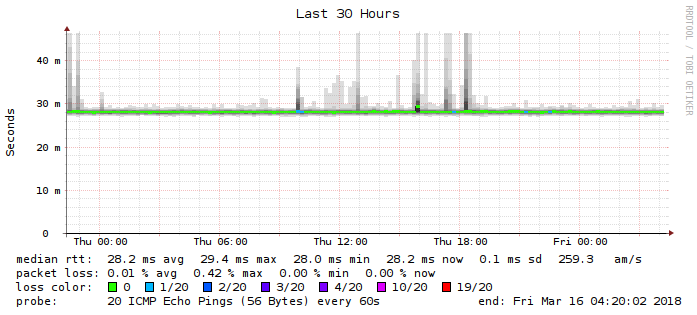 Last 30 Hours
RRDTOOL / TOBI OETIKER
Seconds
40 m
30 m
20 m
10 m
0
Thu 00:00 Thu 06:00 Thu 12:00 Thu 18:00 Fri 00:00
median rtt: 28.2 ms avg 29.4 ms max 28.0 ms min 28.2 ms now 0.1 ms sd 259.3 am/s
packet loss: 0.01 % avg 0.42 % max 0.00 % min 0.00 % now
loss color: 0 1/20 2/20 3/20 4/20 10/20 19/20
probe: 20 ICMP Echo Pings (56 Bytes) every 60s end: Fri Mar 16 04:20:02 2018